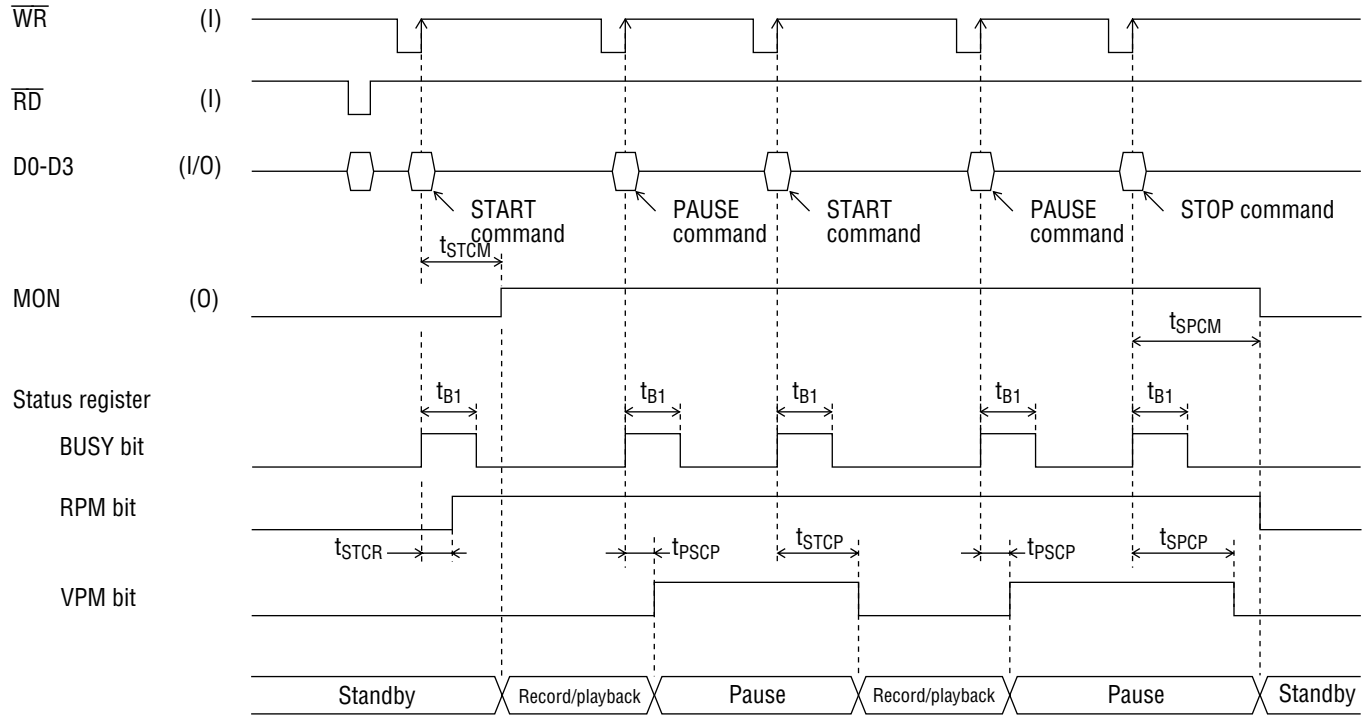 WR (I)
RD (I)
D0-D3 (I/O)
START command
PAUSE command
START command
PAUSE command
STOP command
tSTCM
MON (O)
tSPCM
Status register
tB1 tB1 tB1 tB1 tB1
BUSY bit
RPM bit
tSTCR tPSCP tSTCP tPSCP tSPCP
VPM bit
Standby Record/playback Pause Record/playback Pause Standby